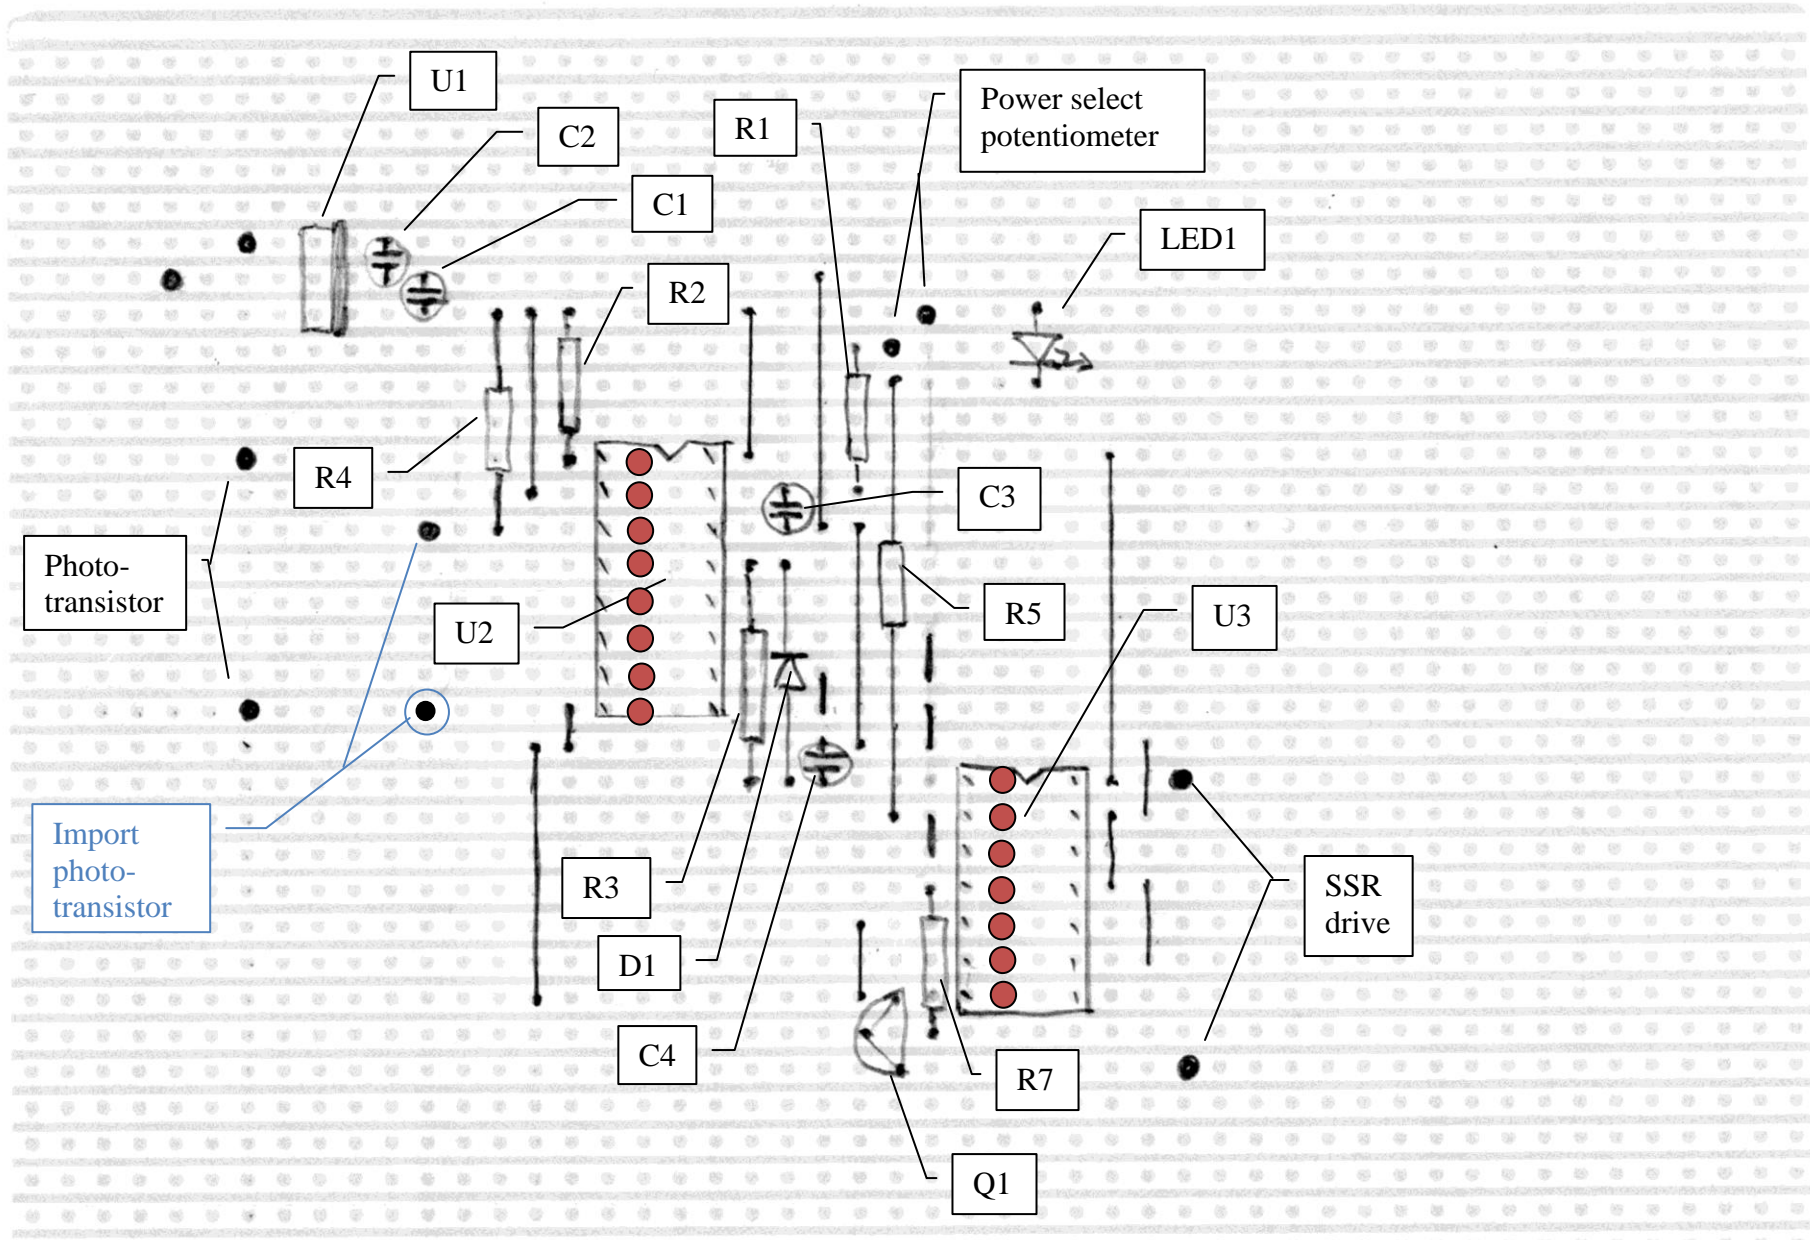 U1
C2
R1
Power select
potentiometer
C1
LED1
R2
R4
C3
Photo-
transistor
U2
R5
U3
Import
photo-
transistor
R3
SSR
drive
D1
C4
R7
Q1